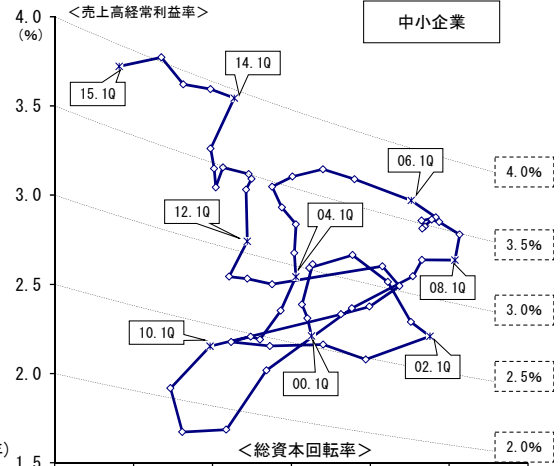 <売上高経常利益率>
中小企業
4.0
(%)
14.1Q
15.1Q
3.5
06.1Q
4.0%
3.0
12.1Q
04.1Q
3.5%
08.1Q
2.5
3.0%
10.1Q
02.1Q
2.5%
00.1Q
2.0
<総資本回転率>
2.0%
1.5